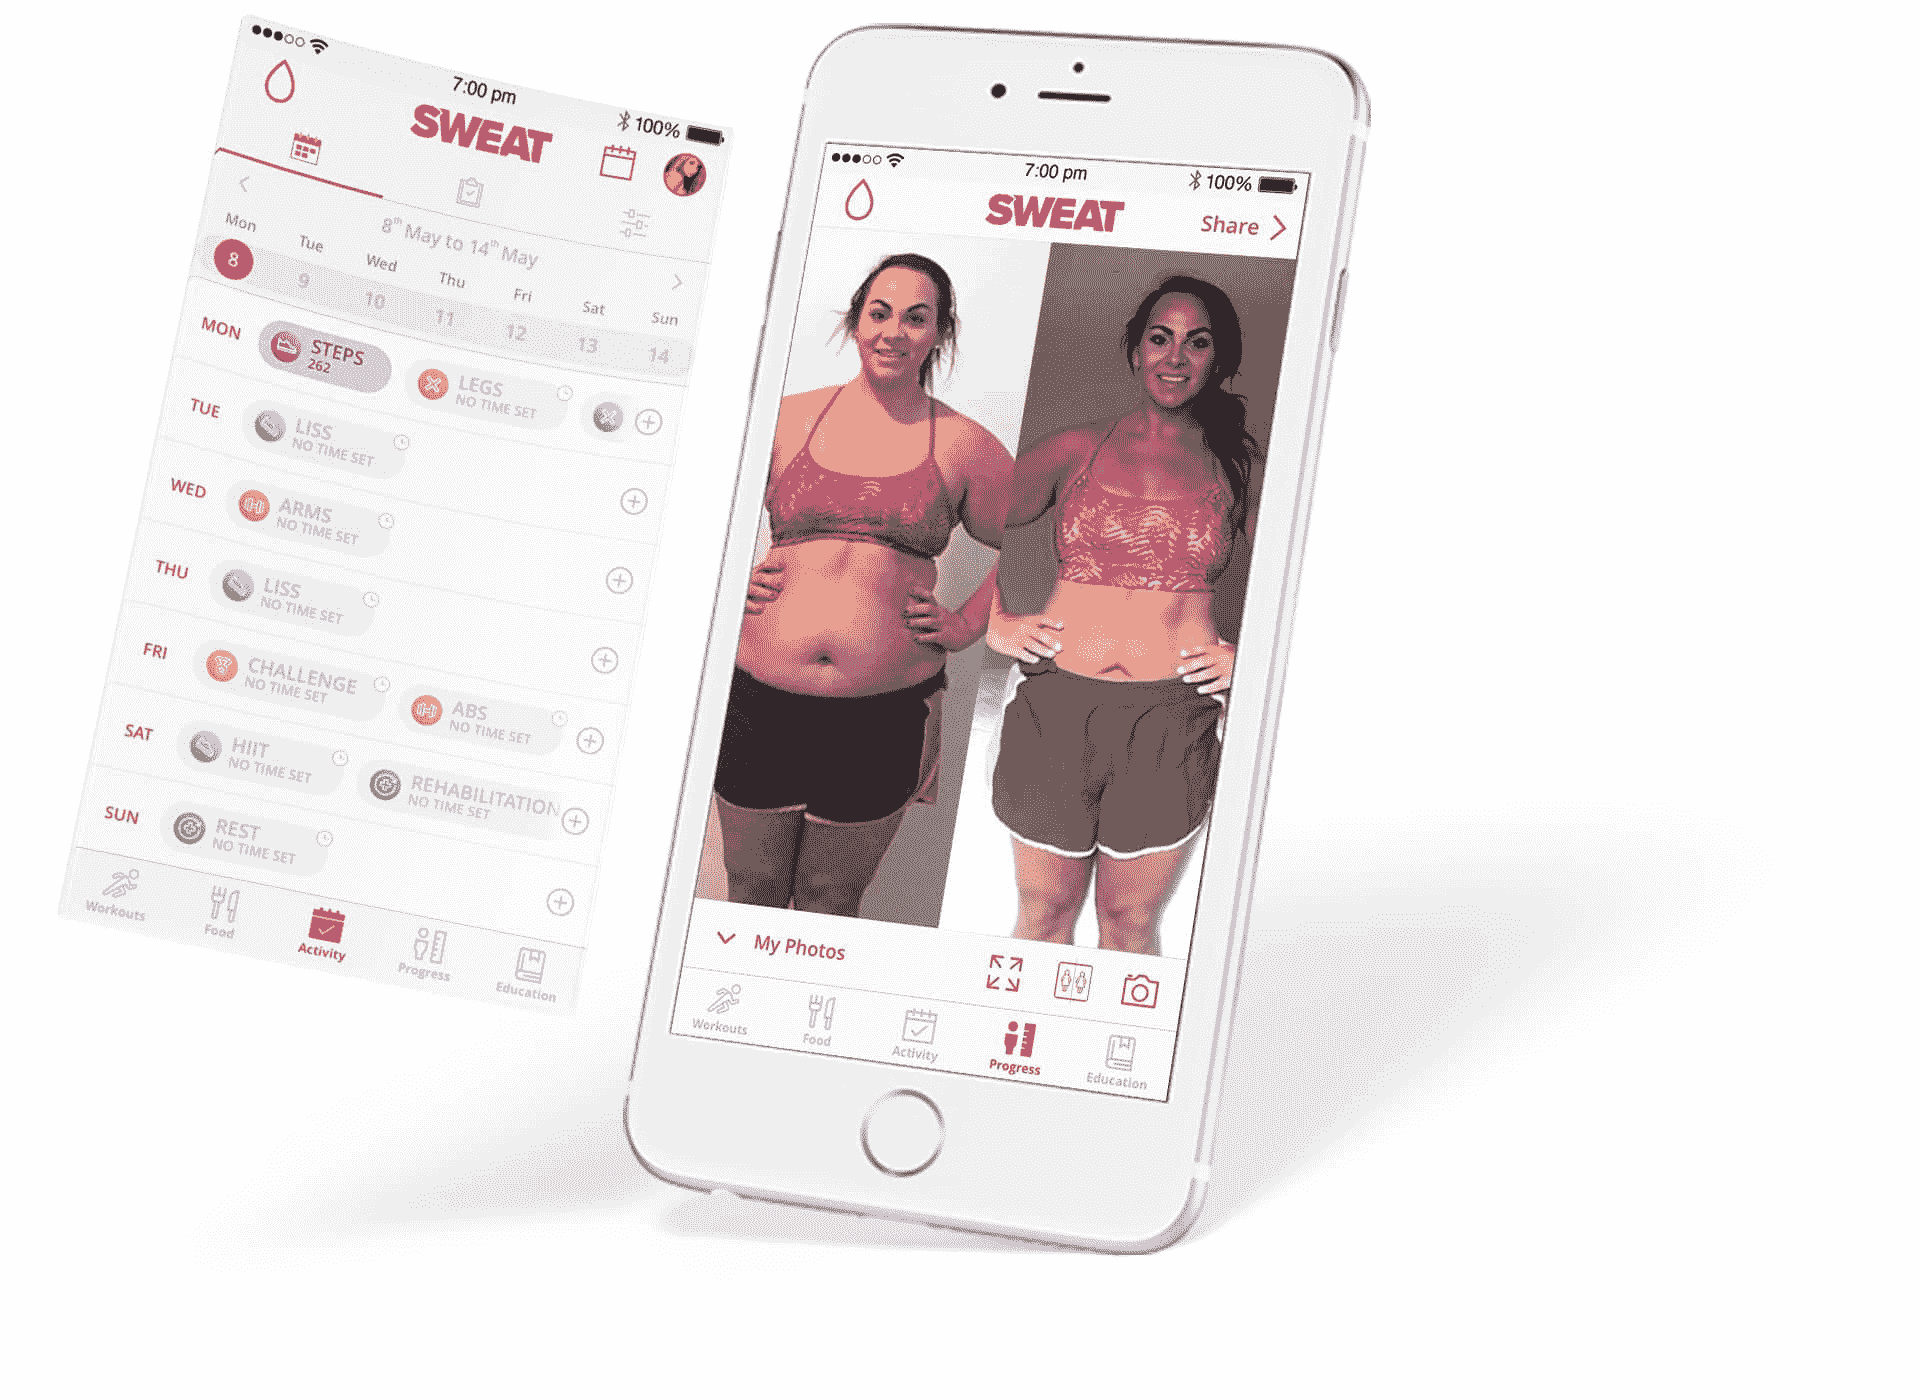 7:00 pm
100%
SWEAT
8th May to 14th May
Mon Tue Wed Thu Fri Sat Sun
8 9 10 11 12 13 14
MON
STEPS
262
LEGS
NO TIME SET
TUE
LISS
NO TIME SET
WED
ARMS
NO TIME SET
THU
LISS
NO TIME SET
FRI
CHALLENGE
NO TIME SET
ABS
NO TIME SET
SAT
HIIT
NO TIME SET
REHABILITATION
NO TIME SET
SUN
REST
NO TIME SET
Workouts Food Activity Progress Education
7:00 pm
100%
SWEAT
Share
My Photos
Workouts Food Activity Progress Education